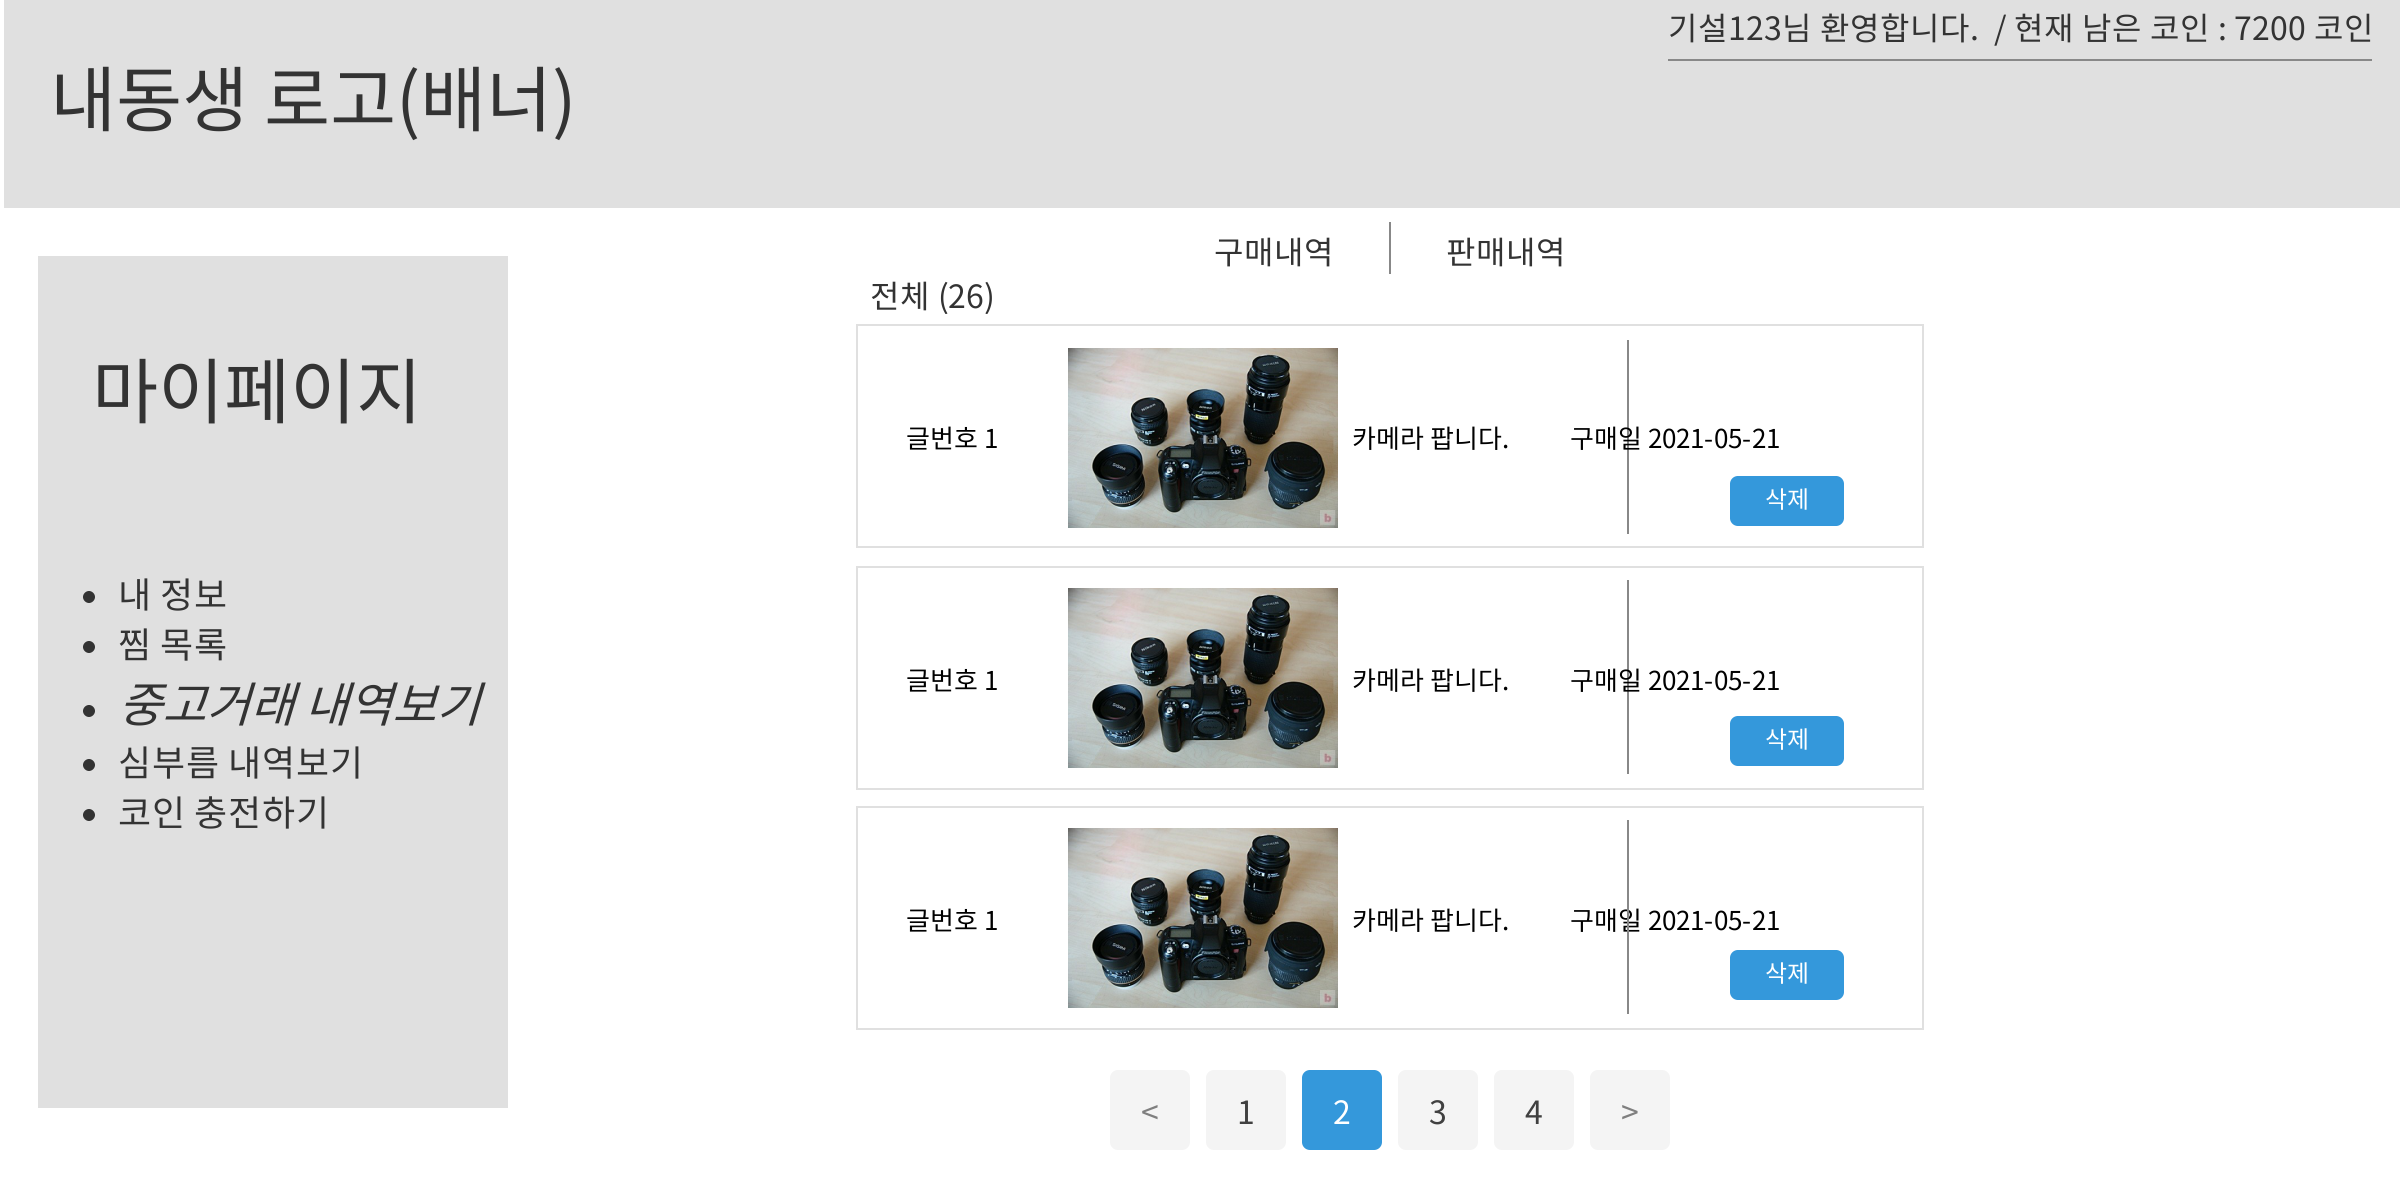 기설123님 환영합니다. / 현재 남은 코인 : 7200 코인
내동생 로고(배너)
구매내역
판매내역
전체 (26)
마이페이지
내 정보
찜 목록
중고거래 내역보기
심부름 내역보기
코인 충전하기
글번호 1
카메라 팝니다.
구매일 2021-05-21
삭제
글번호 1
카메라 팝니다.
구매일 2021-05-21
삭제
글번호 1
카메라 팝니다.
구매일 2021-05-21
삭제
< 1 2 3 4 >